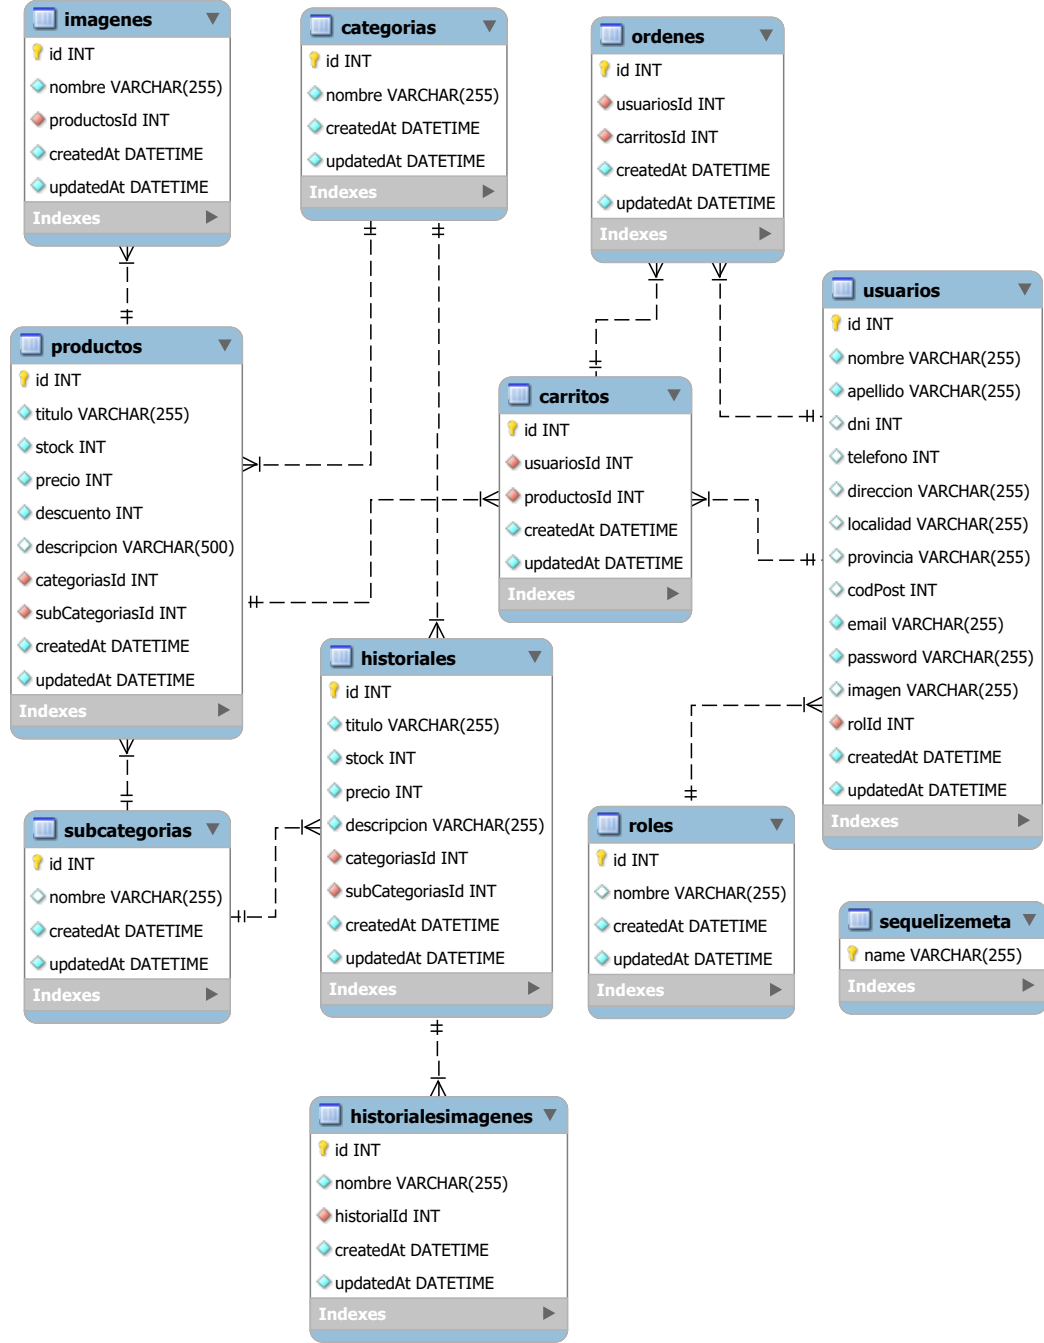 imagenes
id INT
nombre VARCHAR(255)
productosId INT
createdAt DATETIME
updatedAt DATETIME
Indexes
categorias
id INT
nombre VARCHAR(255)
createdAt DATETIME
updatedAt DATETIME
Indexes
ordenes
id INT
usuariosId INT
carritosId INT
createdAt DATETIME
updatedAt DATETIME
Indexes
usuarios
id INT
nombre VARCHAR(255)
apellido VARCHAR(255)
dni INT
telefono INT
direccion VARCHAR(255)
localidad VARCHAR(255)
provincia VARCHAR(255)
codPost INT
email VARCHAR(255)
password VARCHAR(255)
imagen VARCHAR(255)
rolId INT
createdAt DATETIME
updatedAt DATETIME
Indexes
productos
id INT
titulo VARCHAR(255)
stock INT
precio INT
descuento INT
descripcion VARCHAR(500)
categoriasId INT
subCategoriasId INT
createdAt DATETIME
updatedAt DATETIME
Indexes
carritos
id INT
usuariosId INT
productosId INT
createdAt DATETIME
updatedAt DATETIME
Indexes
historiales
id INT
titulo VARCHAR(255)
stock INT
precio INT
descripcion VARCHAR(255)
categoriasId INT
subCategoriasId INT
createdAt DATETIME
updatedAt DATETIME
Indexes
subcategorias
id INT
nombre VARCHAR(255)
createdAt DATETIME
updatedAt DATETIME
Indexes
roles
id INT
nombre VARCHAR(255)
createdAt DATETIME
updatedAt DATETIME
Indexes
sequelizemeta
name VARCHAR(255)
Indexes
historialesimagenes
id INT
nombre VARCHAR(255)
historialId INT
createdAt DATETIME
updatedAt DATETIME
Indexes